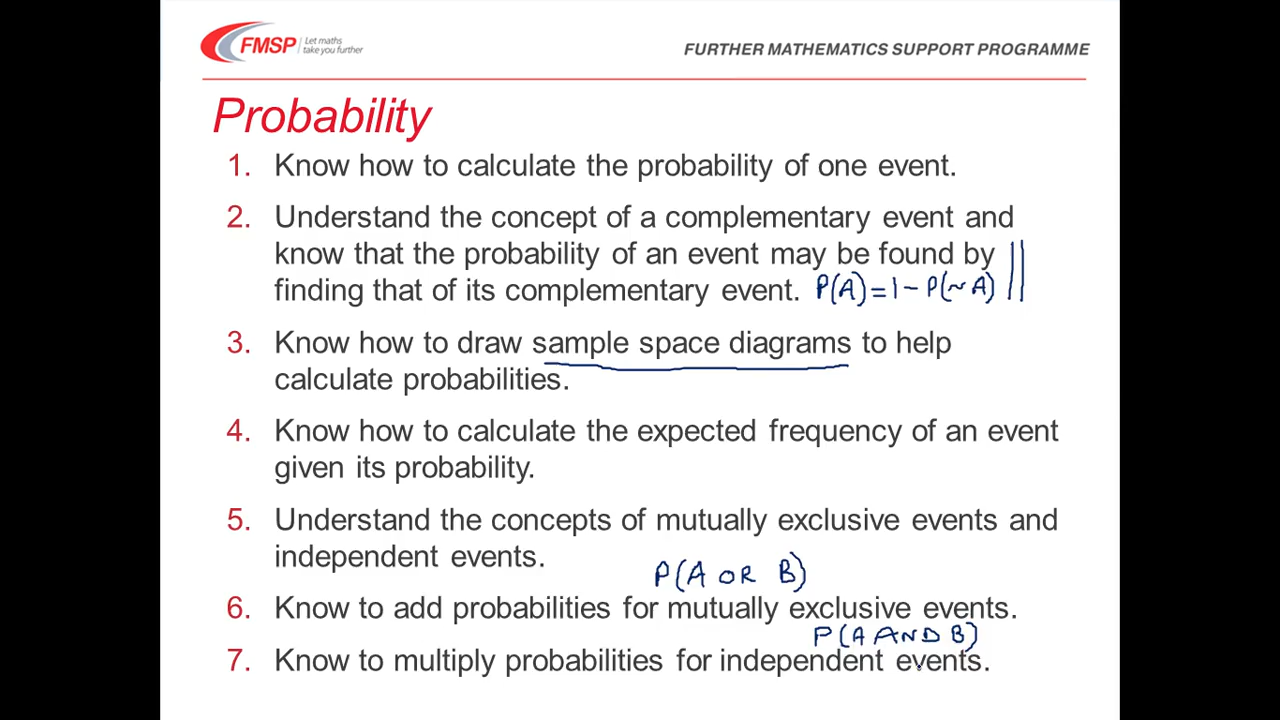 FMSP Let maths
take you further
FURTHER MATHEMATICS SUPPORT PROGRAMME
Probability
1. Know how to calculate the probability of one event.
2. Understand the concept of a complementary event and
know that the probability of an event may be found by
finding that of its complementary event. P(A)=1-P(~A)
3. Know how to draw sample space diagrams to help
calculate probabilities.
4. Know how to calculate the expected frequency of an event
given its probability.
5. Understand the concepts of mutually exclusive events and
independent events.
P(A OR B)
6. Know to add probabilities for mutually exclusive events.
P(A AND B)
7. Know to multiply probabilities for independent events.